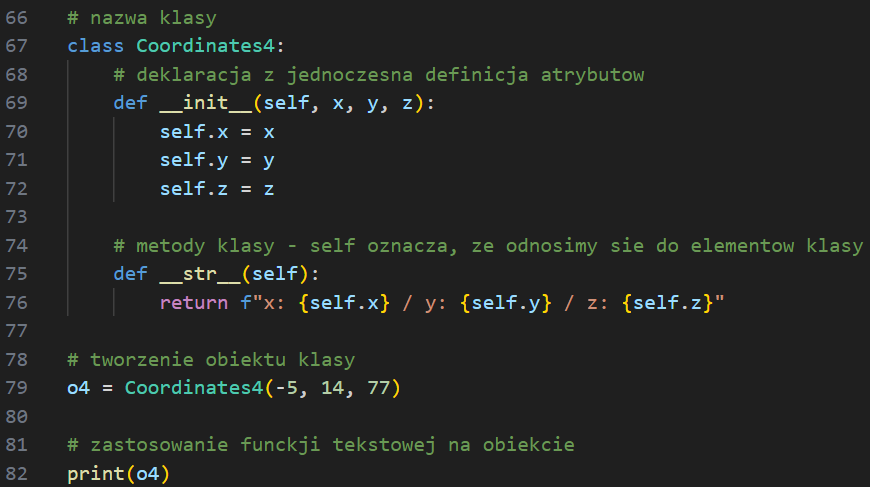 66 # nazwa klasy
67 class Coordinates4:
68     # deklaracja z jednoczesna definicja atrybutow
69     def __init__(self, x, y, z):
70         self.x = x
71         self.y = y
72         self.z = z
73
74     # metody klasy - self oznacza, ze odnosimy sie do elementow klasy
75     def __str__(self):
76         return f"x: {self.x} / y: {self.y} / z: {self.z}"
77
78 # tworzenie obiektu klasy
79 o4 = Coordinates4(-5, 14, 77)
80
81 # zastosowanie funckji tekstowej na obiekcie
82 print(o4)